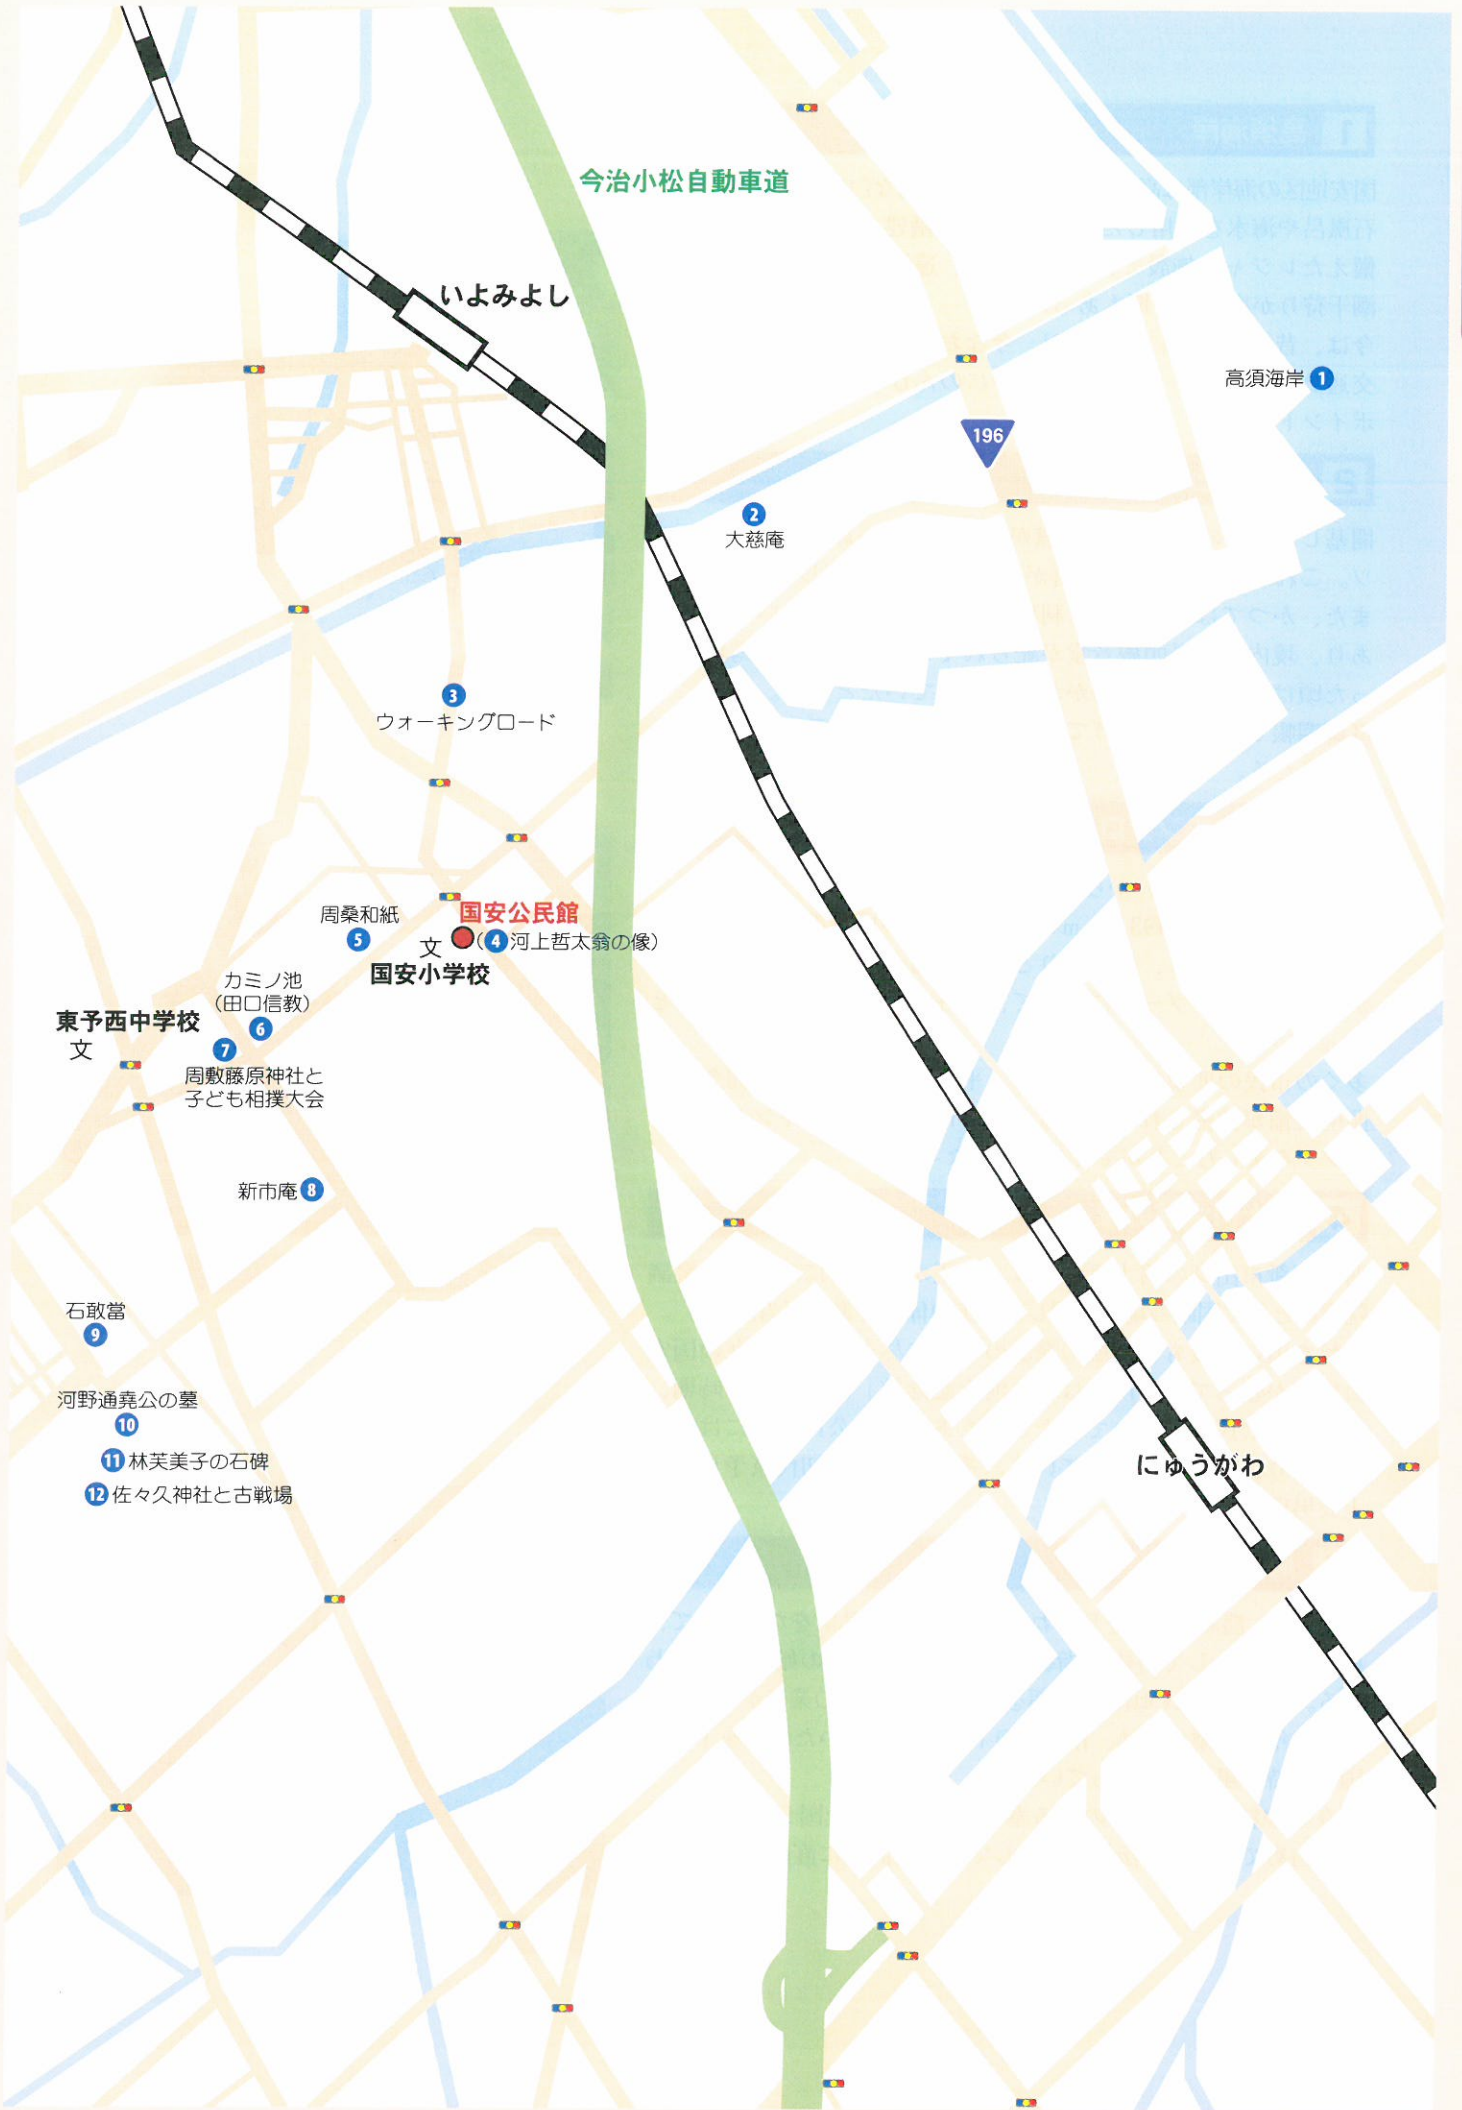 今治小松自動車道
いよみよし
高須海岸 1
196
2
大慈庵
3
ウォーキングロード
周桑和紙
5
国安公民館
文
(4 河上哲太翁の像)
国安小学校
カミノ池
(田口信教)
6
東予西中学校
文
7
周敷藤原神社と
子ども相撲大会
新市庵 8
石敢當
9
河野通堯公の墓
10
11 林芙美子の石碑
12 佐々久神社と古戦場
にゅうがわ